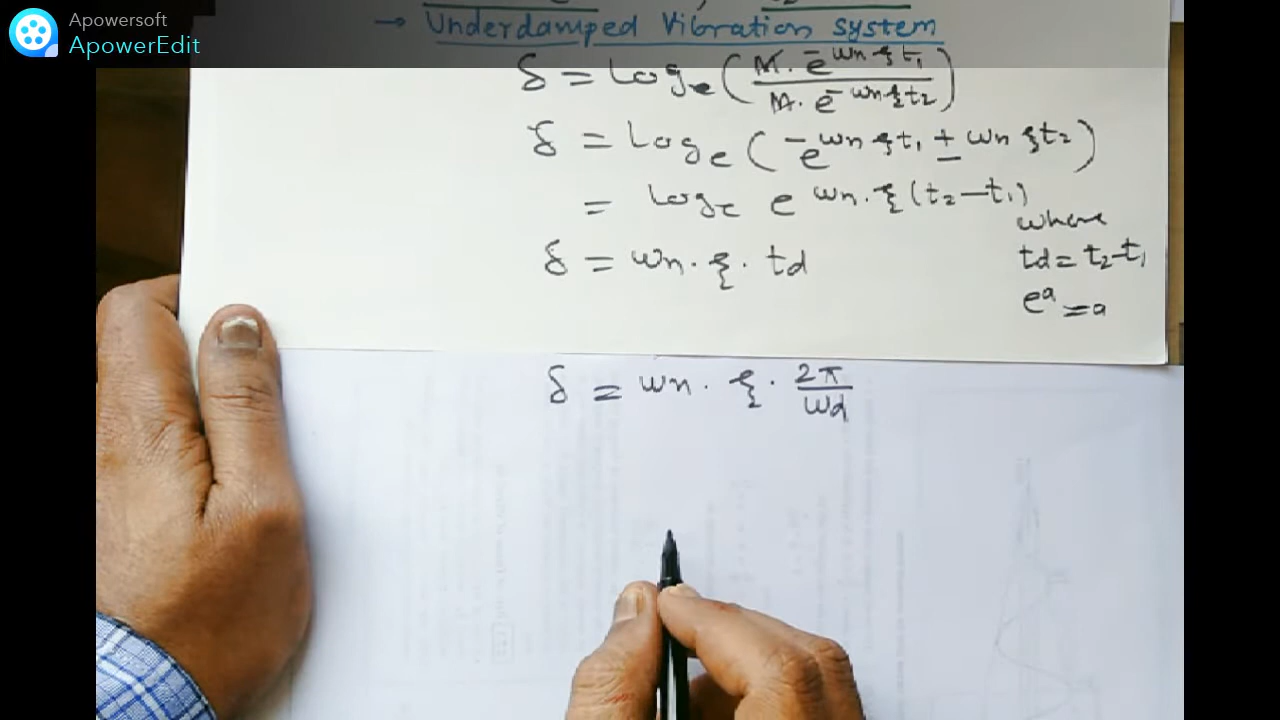 Apowersoft
ApowerEdit
→ Underdamped Vibration system
δ = Loge (M. e^-ωn ξ t1 / M. e^-ωn ξ t2)
δ = Loge (-e^ωn ξ t1 ± ωn ξ t2)
= Loge e^ωn. ξ (t2 - t1)
where
δ = ωn. ξ. td
td = t2 - t1
e^a = a
δ = ωn. ξ. 2π/ωd